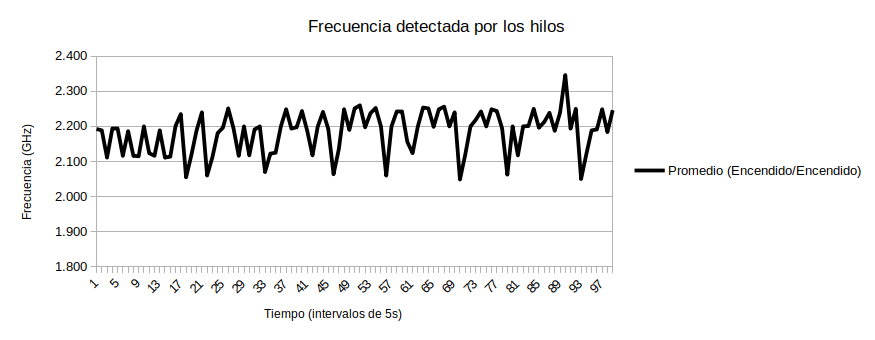 Frecuencia detectada por los hilos
2.400
2.300
2.200
2.100
2.000
1.900
1.800
Frecuencia (GHz)
1 5 9 13 17 21 25 29 33 37 41 45 49 53 57 61 65 69 73 77 81 85 89 93 97
Tiempo (intervalos de 5s)
Promedio (Encendido/Encendido)